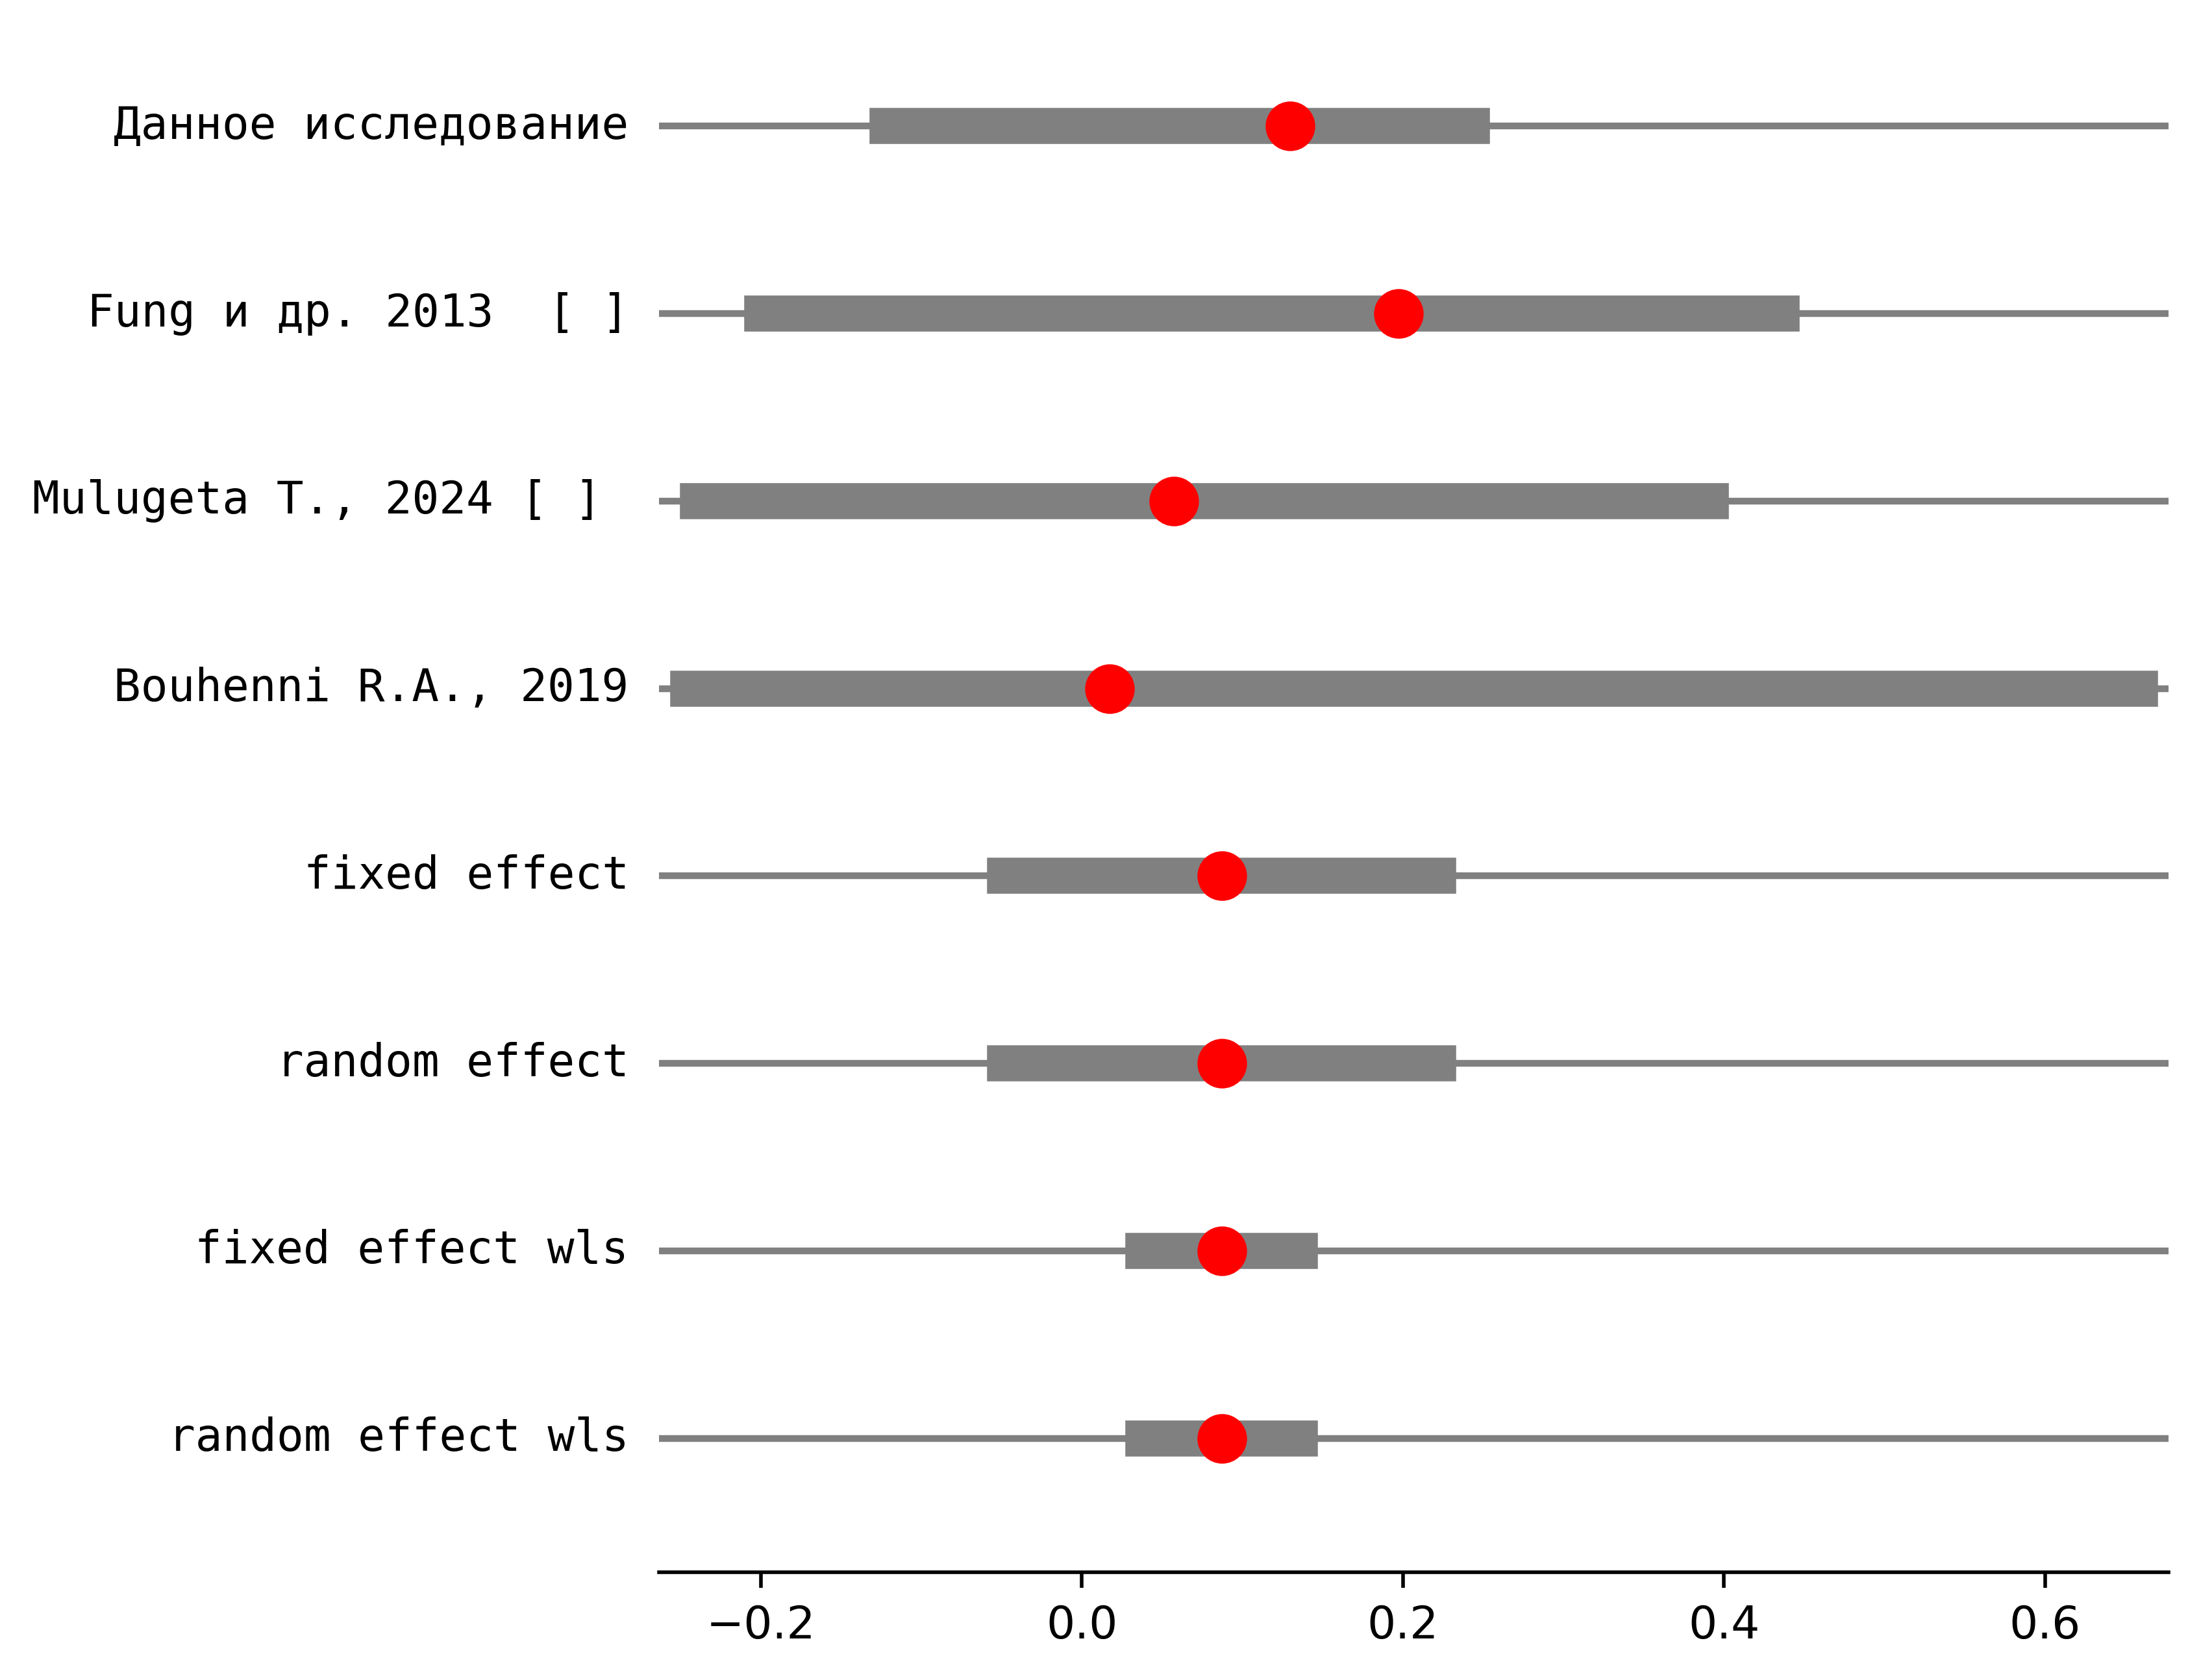 Данное исследование
Fung и др. 2013  [ ]
Mulugeta T., 2024 [ ]
Bouhenni R.A., 2019
fixed effect
random effect
fixed effect wls
random effect wls
−0.2 0.0 0.2 0.4 0.6